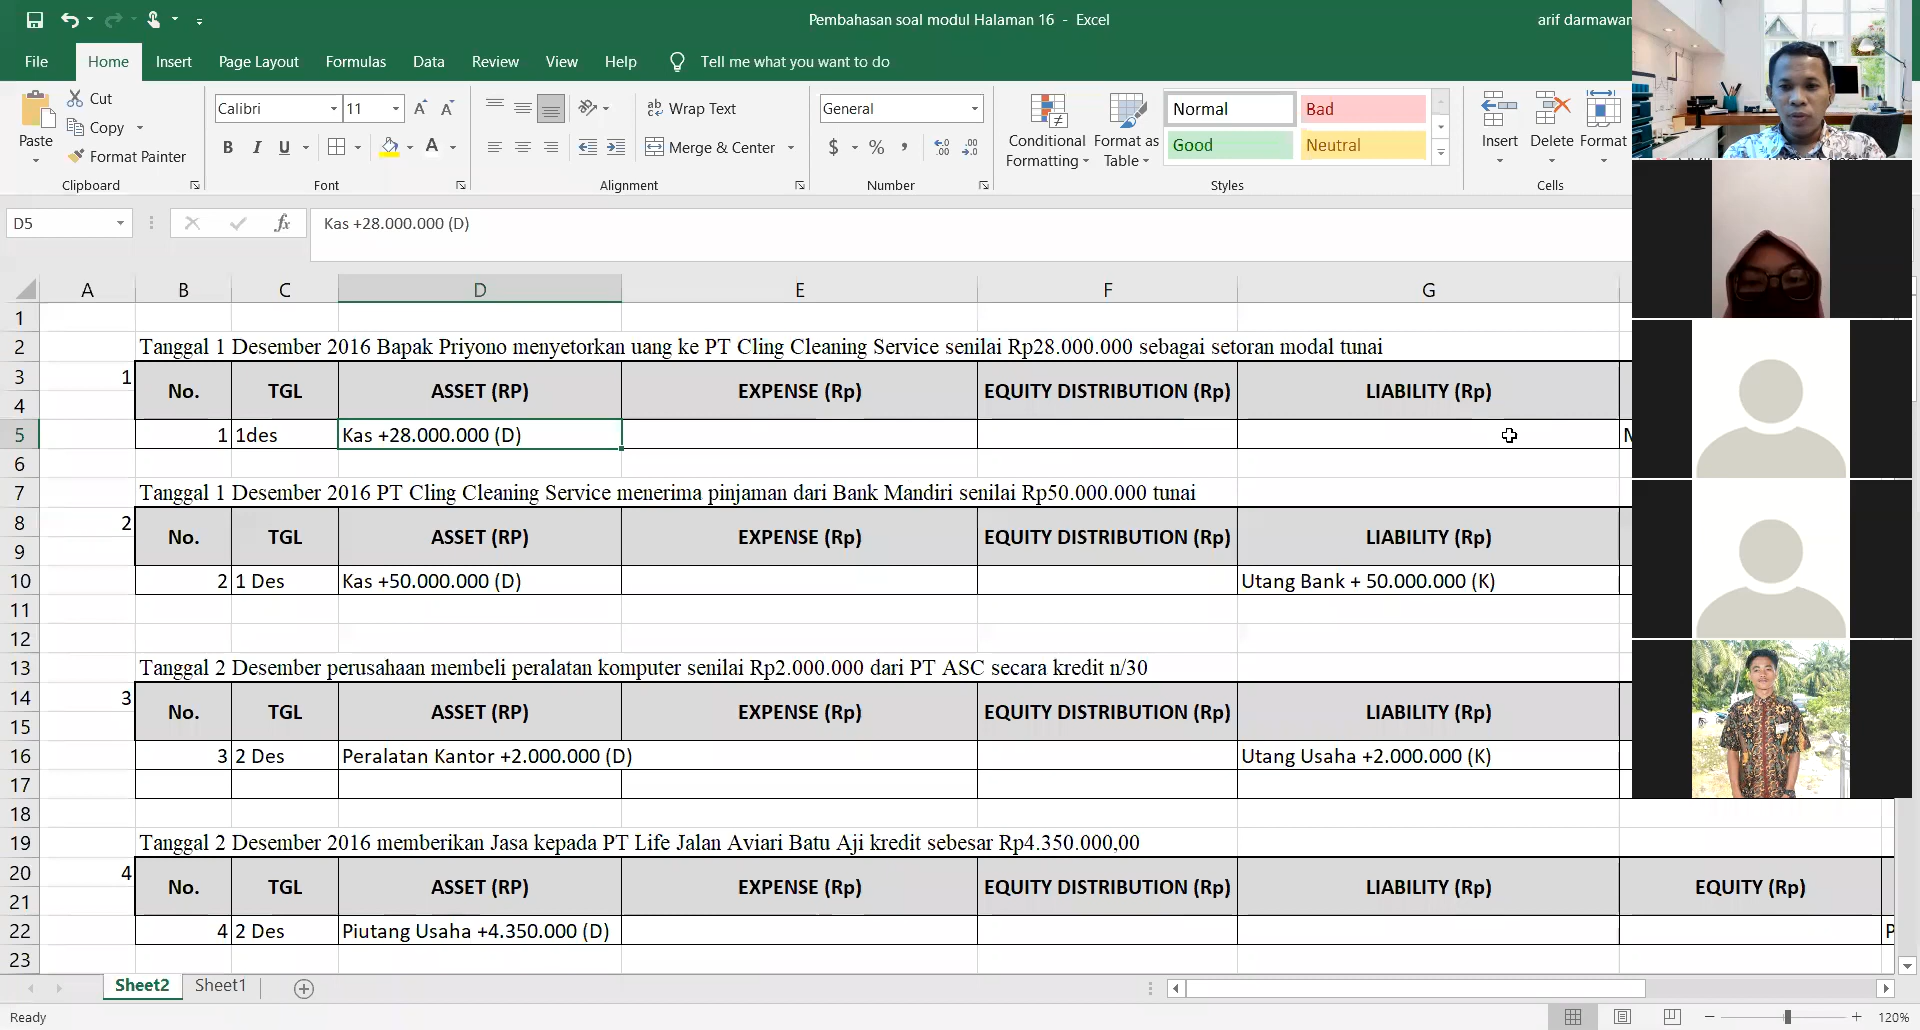 Pembahasan soal modul Halaman 16 - Excel
arif darmawan
File Home Insert Page Layout Formulas Data Review View Help Tell me what you want to do
Paste
Cut
Copy
Format Painter
Clipboard
Calibri 11
B I U
Font
Wrap Text
Merge & Center
Alignment
General
$ % ,
Number
Conditional Formatting
Format as Table
Normal Bad
Good Neutral
Styles
Insert Delete Format
Cells
D5 fx Kas +28.000.000 (D)
A B C D E F G
1
2 Tanggal 1 Desember 2016 Bapak Priyono menyetorkan uang ke PT Cling Cleaning Service senilai Rp28.000.000 sebagai setoran modal tunai
3 1 No. TGL ASSET (RP) EXPENSE (Rp) EQUITY DISTRIBUTION (Rp) LIABILITY (Rp)
4
5 1 1des Kas +28.000.000 (D)
6
7 Tanggal 1 Desember 2016 PT Cling Cleaning Service menerima pinjaman dari Bank Mandiri senilai Rp50.000.000 tunai
8 2 No. TGL ASSET (RP) EXPENSE (Rp) EQUITY DISTRIBUTION (Rp) LIABILITY (Rp)
9
10 2 1 Des Kas +50.000.000 (D) Utang Bank + 50.000.000 (K)
11
12
13 Tanggal 2 Desember perusahaan membeli peralatan komputer senilai Rp2.000.000 dari PT ASC secara kredit n/30
14 3 No. TGL ASSET (RP) EXPENSE (Rp) EQUITY DISTRIBUTION (Rp) LIABILITY (Rp)
15
16 3 2 Des Peralatan Kantor +2.000.000 (D) Utang Usaha +2.000.000 (K)
17
18
19 Tanggal 2 Desember 2016 memberikan Jasa kepada PT Life Jalan Aviari Batu Aji kredit sebesar Rp4.350.000,00
20 4 No. TGL ASSET (RP) EXPENSE (Rp) EQUITY DISTRIBUTION (Rp) LIABILITY (Rp) EQUITY (Rp)
21
22 4 2 Des Piutang Usaha +4.350.000 (D) P
23
Sheet2 Sheet1
Ready 120%